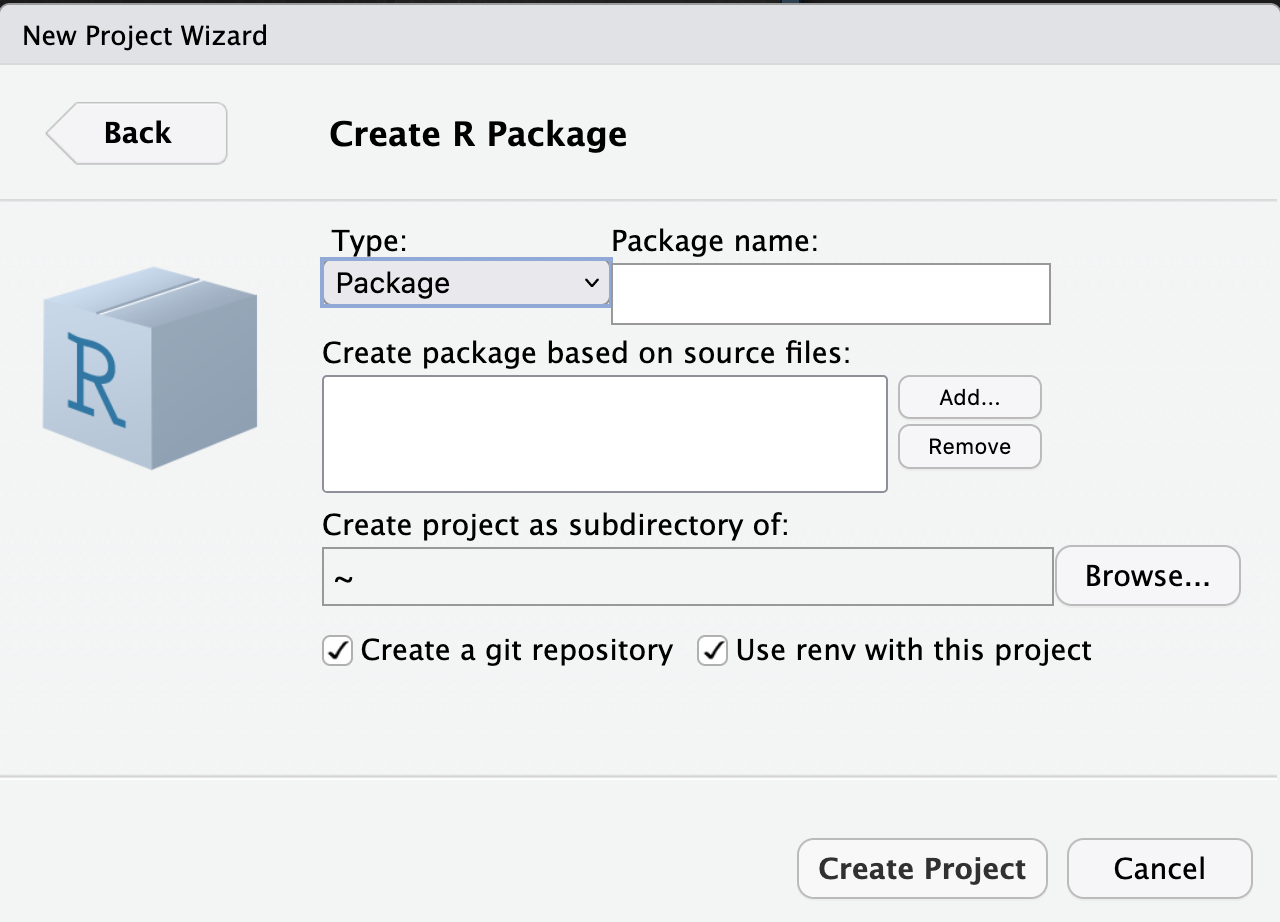 New Project Wizard
Back
Create R Package
Type:
Package name:
Package
R
Create package based on source files:
Add...
Remove
Create project as subdirectory of:
~
Browse...
Create a git repository
Use renv with this project
Create Project
Cancel